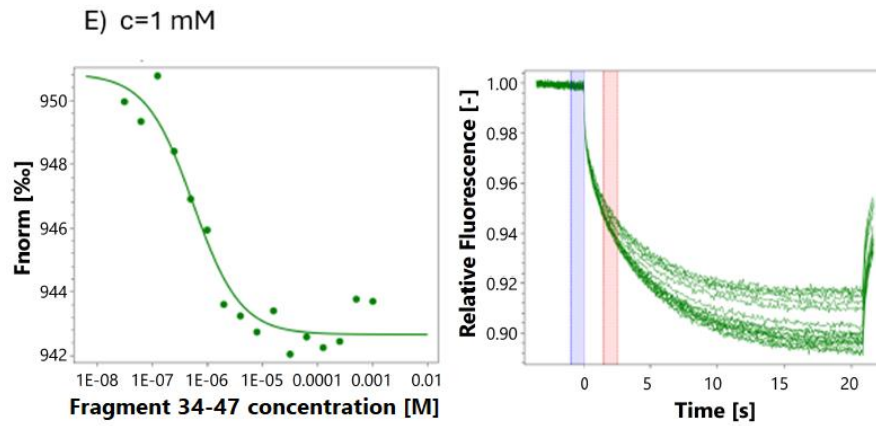 E) c=1 mM
Fnorm [‰]
950
948
946
944
942
1E-08 1E-07 1E-06 1E-05 0.0001 0.001 0.01
Fragment 34-47 concentration [M]
Relative Fluorescence [-]
1.00
0.98
0.96
0.94
0.92
0.90
0 5 10 15 20
Time [s]